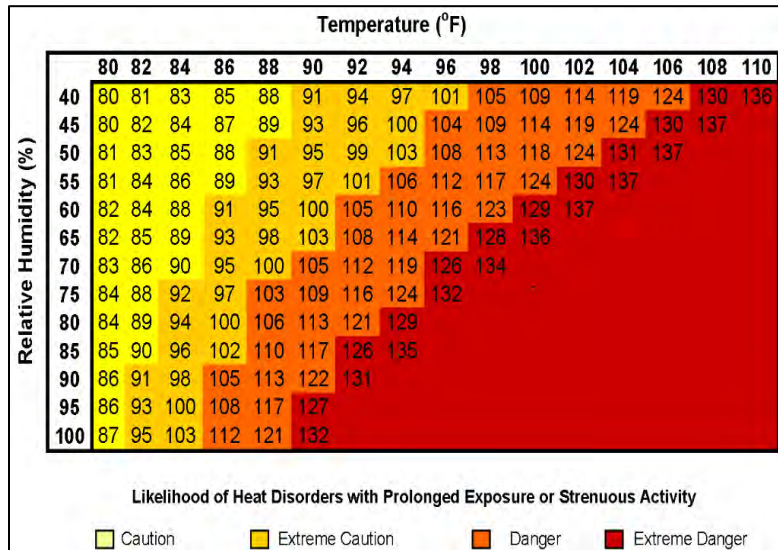 Temperature (°F)
80 82 84 86 88 90 92 94 96 98 100 102 104 106 108 110
Relative Humidity (%)
40 80 81 83 85 88 91 94 97 101 105 109 114 119 124 130 136
45 80 82 84 87 89 93 96 100 104 109 114 119 124 130 137
50 81 83 85 88 91 95 99 103 108 113 118 124 131 137
55 81 84 86 89 93 97 101 106 112 117 124 130 137
60 82 84 88 91 95 100 105 110 116 123 129 137
65 82 85 89 93 98 103 108 114 121 128 136
70 83 86 90 95 100 105 112 119 126 134
75 84 88 92 97 103 109 116 124 132
80 84 89 94 100 106 113 121 129
85 85 90 96 102 110 117 126 135
90 86 91 98 105 113 122 131
95 86 93 100 108 117 127
100 87 95 103 112 121 132
Likelihood of Heat Disorders with Prolonged Exposure or Strenuous Activity
Caution Extreme Caution Danger Extreme Danger